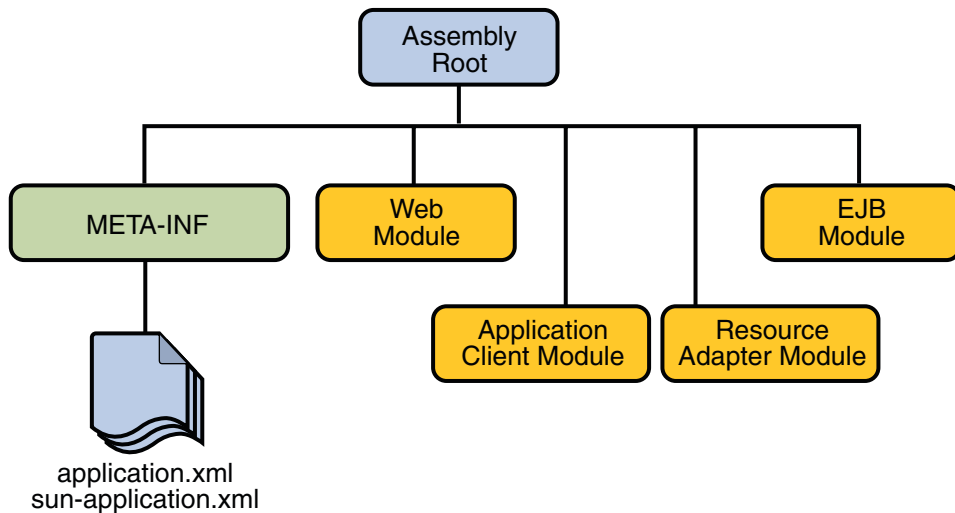 Assembly
Root
META-INF
Web
Module
EJB
Module
Application
Client Module
Resource
Adapter Module
application.xml
sun-application.xml